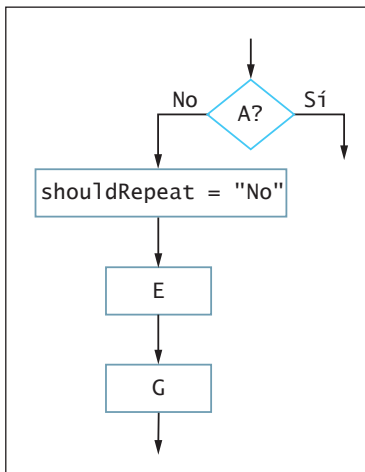 No Sí
A?
shouldRepeat = "No"
E
G